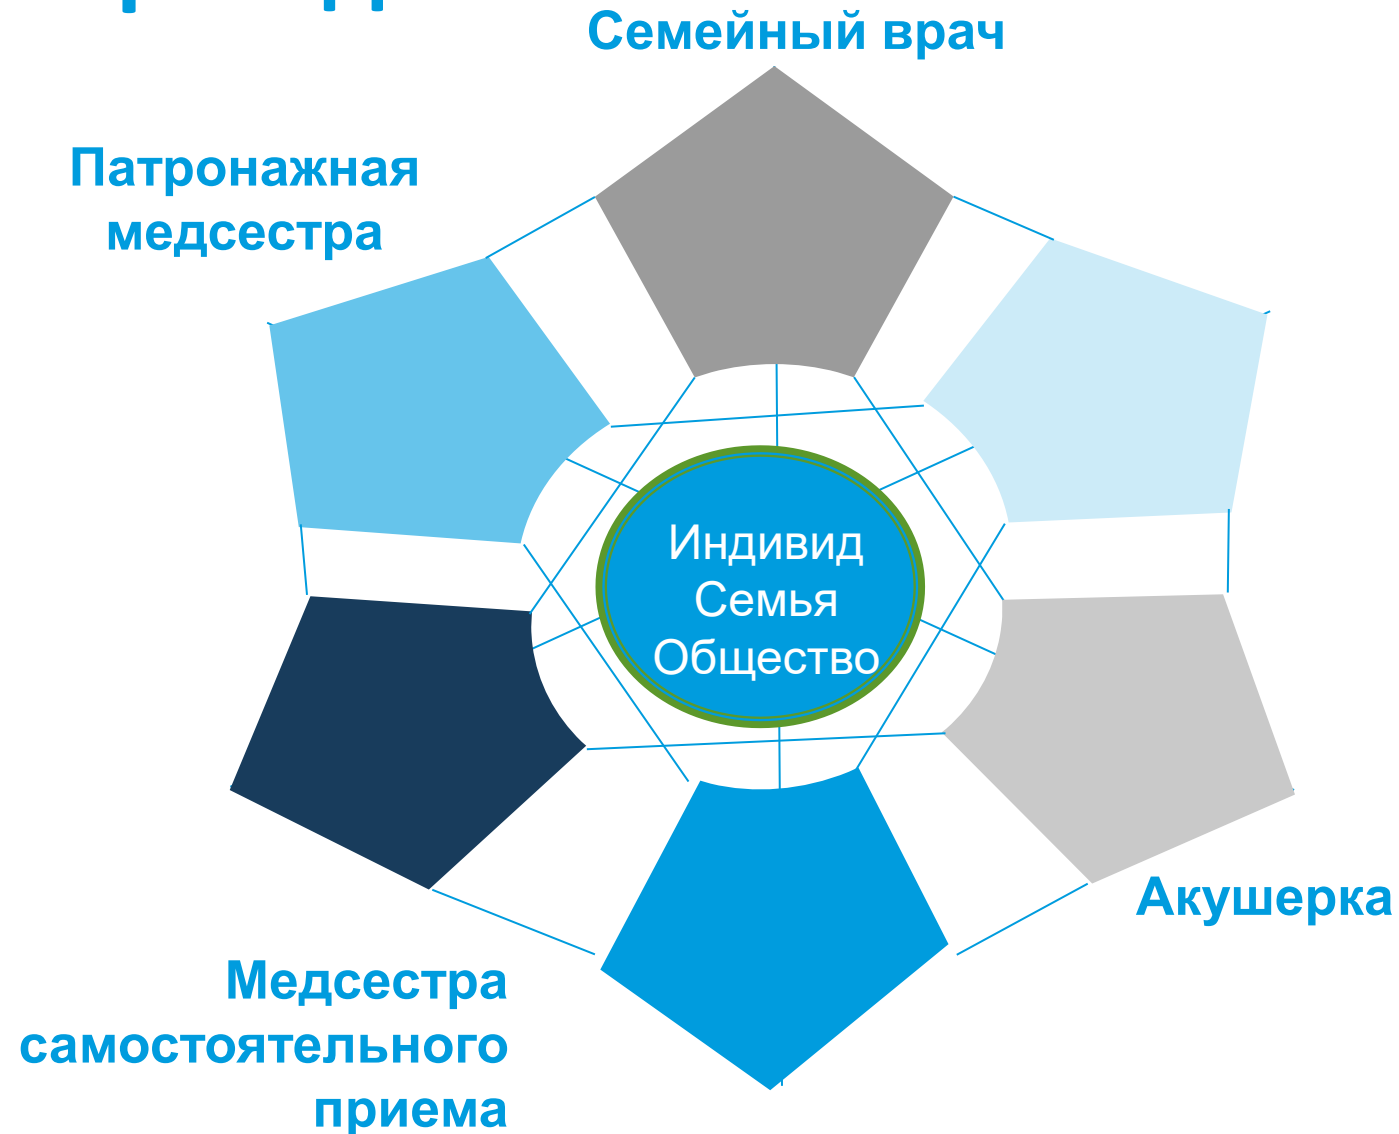 Семейный врач
Патронажная
медсестра
Индивид
Семья
Общество
Акушерка
Медсестра
самостоятельного
приема